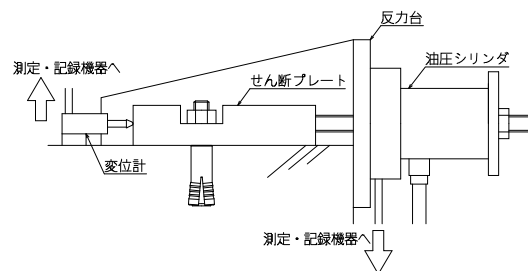 反力台
油圧シリンダ
測定・記録機器へ
せん断プレート
変位計
測定・記録機器へ